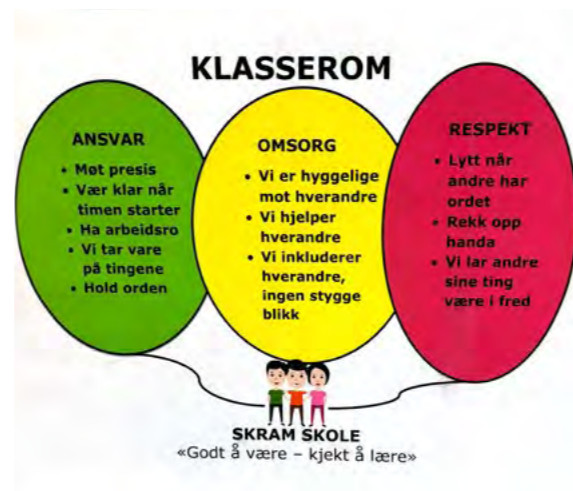 KLASSEROM
ANSVAR
• Møt presis
• Vær klar når
timen starter
• Ha arbeidsro
• Vi tar vare
på tingene
• Hold orden
OMSORG
• Vi er hyggelige
mot hverandre
• Vi hjelper
hverandre
• Vi inkluderer
hverandre,
ingen stygge
blikk
RESPEKT
• Lytt når
andre har
ordet
• Rekk opp
handa
• Vi lar andre
sine ting
være i fred
SKRAM SKOLE
«Godt å være – kjekt å lære»